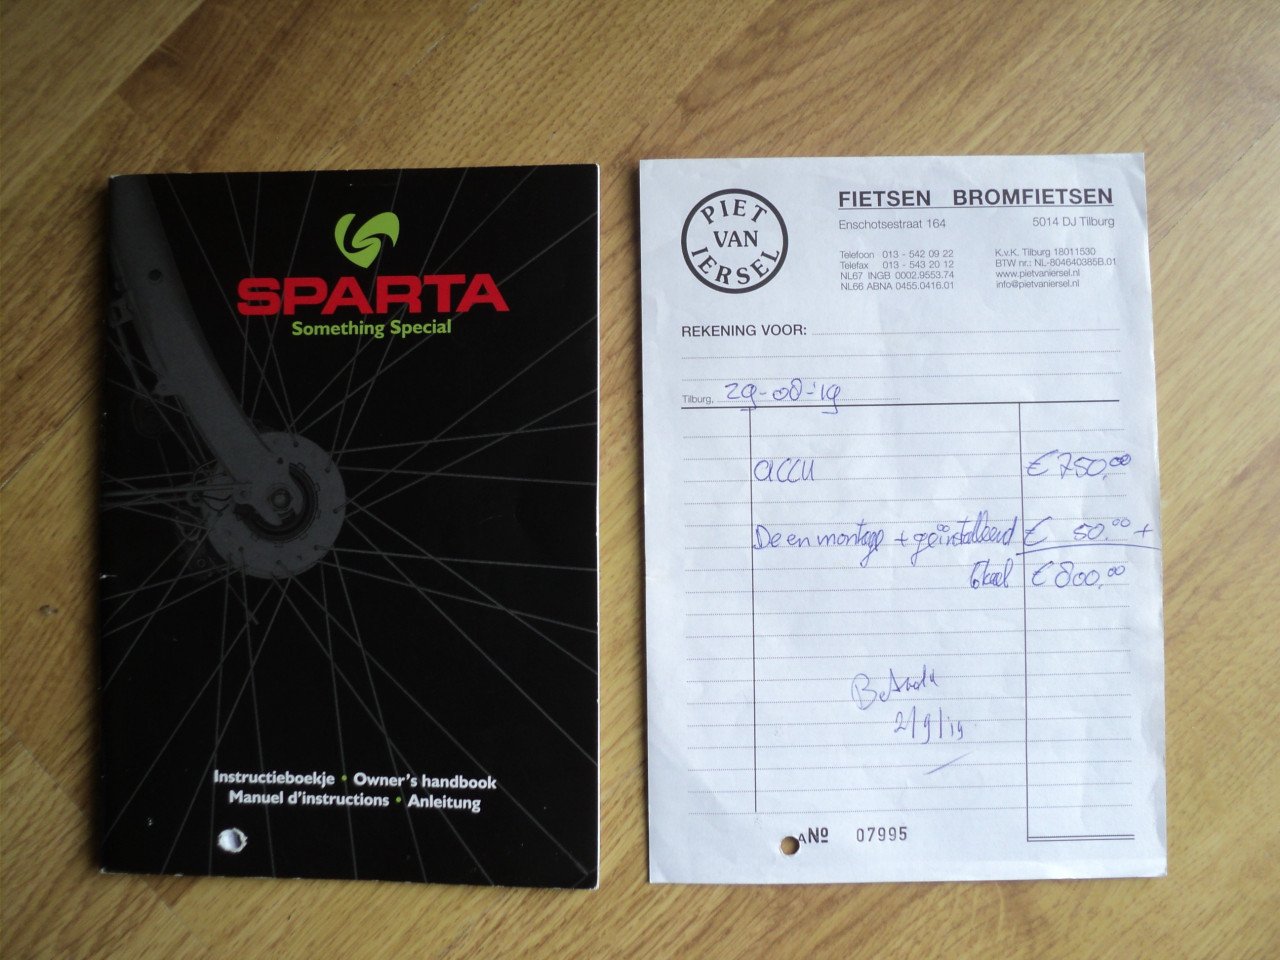 SPARTA
Something Special
Instructieboekje • Owner's handbook
Manuel d'instructions • Anleitung
PIET
VAN
IERSEL
FIETSEN BROMFIETSEN
Enschotsestraat 164 5014 DJ Tilburg
Telefoon 013 - 542 09 22 K.v.K. Tilburg 18011530
Telefax 013 - 543 20 12 BTW nr.: NL-804640385B.01
NL67 INGB 0002.9553.74 www.pietvaniersel.nl
NL66 ABNA 0455.0416.01 info@pietvaniersel.nl
REKENING VOOR:
Tilburg, 29-08-'19
accu € 750,00
De en montage + geïnstalleerd € 50.00 +
€ 800,00
2/9/19
ANº 07995